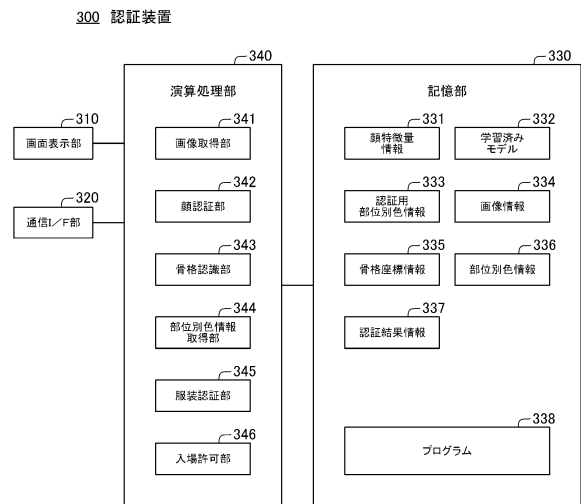 300 認証装置
340
330
演算処理部
記憶部
310
画面表示部
320
通信I/F部
341
画像取得部
342
顔認証部
343
骨格認識部
344
部位別色情報
取得部
345
服装認証部
346
入場許可部
331
顔特徴量
情報
332
学習済み
モデル
333
認証用
部位別色情報
334
画像情報
335
骨格座標情報
336
部位別色情報
337
認証結果情報
338
プログラム